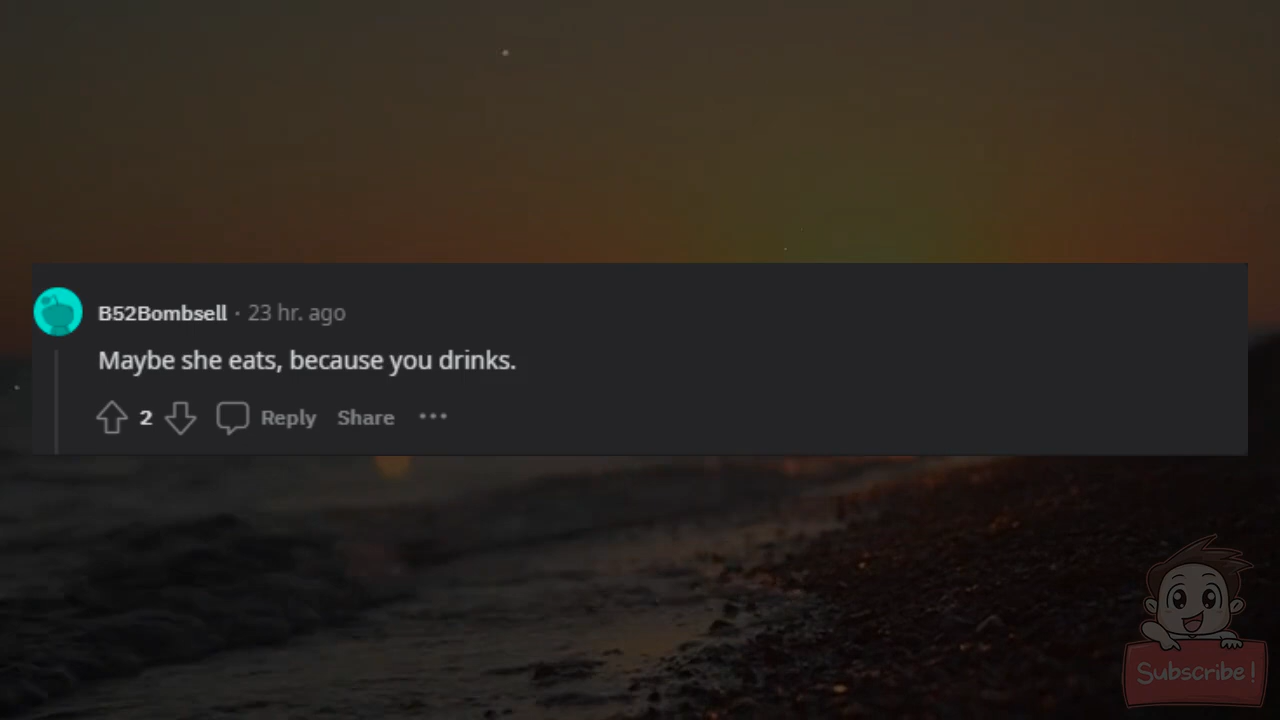 B52Bombsell · 23 hr. ago
Maybe she eats, because you drinks.
2 Reply Share ···
Subscribe !